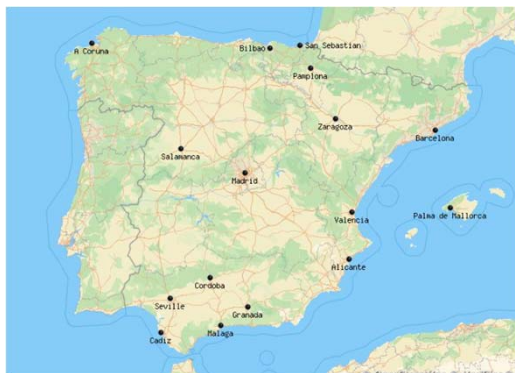 A Coruna
Bilbao
San Sebastian
Pamplona
Zaragoza
Barcelona
Salamanca
Madrid
Valencia
Palma de Mallorca
Alicante
Cordoba
Seville
Granada
Cadiz
Malaga